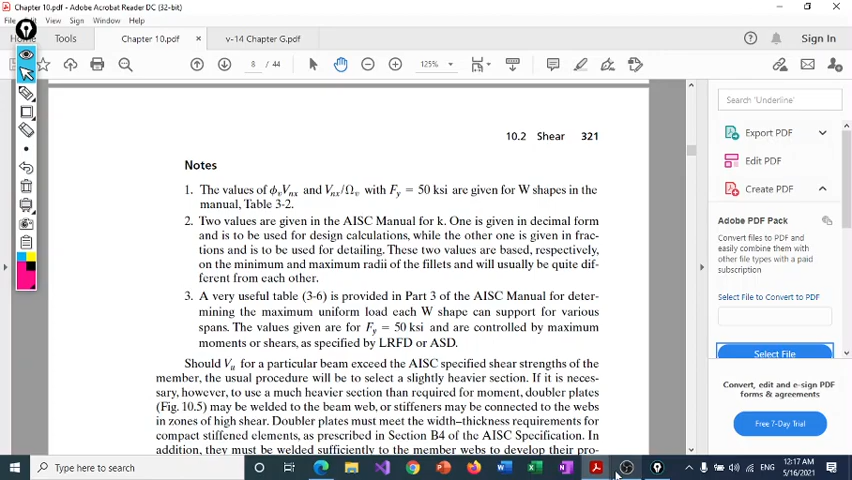 Chapter 10.pdf - Adobe Acrobat Reader DC (32-bit)
File Edit View Sign Window Help
Home Tools Chapter 10.pdf × v-14 Chapter G.pdf Sign In
8 / 44 125%
10.2 Shear 321
Notes
1. The values of ϕvVnx and Vnx/Ωv with Fy = 50 ksi are given for W shapes in the
manual, Table 3-2.
2. Two values are given in the AISC Manual for k. One is given in decimal form
and is to be used for design calculations, while the other one is given in frac-
tions and is to be used for detailing. These two values are based, respectively,
on the minimum and maximum radii of the fillets and will usually be quite dif-
ferent from each other.
3. A very useful table (3-6) is provided in Part 3 of the AISC Manual for deter-
mining the maximum uniform load each W shape can support for various
spans. The values given are for Fy = 50 ksi and are controlled by maximum
moments or shears, as specified by LRFD or ASD.
Should Vu for a particular beam exceed the AISC specified shear strengths of the
member, the usual procedure will be to select a slightly heavier section. If it is neces-
sary, however, to use a much heavier section than required for moment, doubler plates
(Fig. 10.5) may be welded to the beam web, or stiffeners may be connected to the webs
in zones of high shear. Doubler plates must meet the width–thickness requirements for
compact stiffened elements, as prescribed in Section B4 of the AISC Specification. In
addition, they must be welded sufficiently to the member webs to develop their pro-
Search 'Underline'
Export PDF
Edit PDF
Create PDF
Adobe PDF Pack
Convert files to PDF and
easily combine them with
other file types with a paid
subscription
Select File to Convert to PDF
Select File
Convert, edit and e-sign PDF
forms & agreements
Free 7-Day Trial
Type here to search
ENG
12:17 AM
5/16/2021